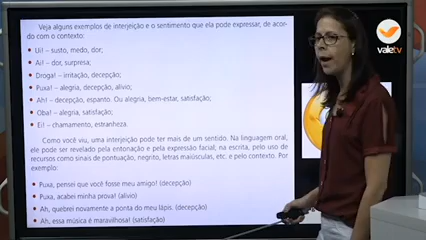 Veja alguns exemplos de interjeição e o sentimento que ela pode expressar, de acor-
do com o contexto:
• Ui! – susto, medo, dor;
• Ai! – dor, surpresa;
• Droga! – irritação, decepção;
• Puxa! – alegria, decepção, alívio;
• Ah! – decepção, espanto. Ou alegria, bem-estar, satisfação;
• Oba! – alegria, satisfação;
• Ei! – chamamento, estranheza.
Como você viu, uma interjeição pode ter mais de um sentido. Na linguagem oral,
ele pode ser revelado pela entonação e pela expressão facial; na escrita, pelo uso de
recursos como sinais de pontuação, negrito, letras maiúsculas, etc. e pelo contexto. Por
exemplo:
• Puxa, pensei que você fosse meu amigo! (decepção)
• Puxa, acabei minha prova! (alívio)
• Ah, quebrei novamente a ponta do meu lápis. (decepção)
• Ah, essa música é maravilhosa! (satisfação)
valetv